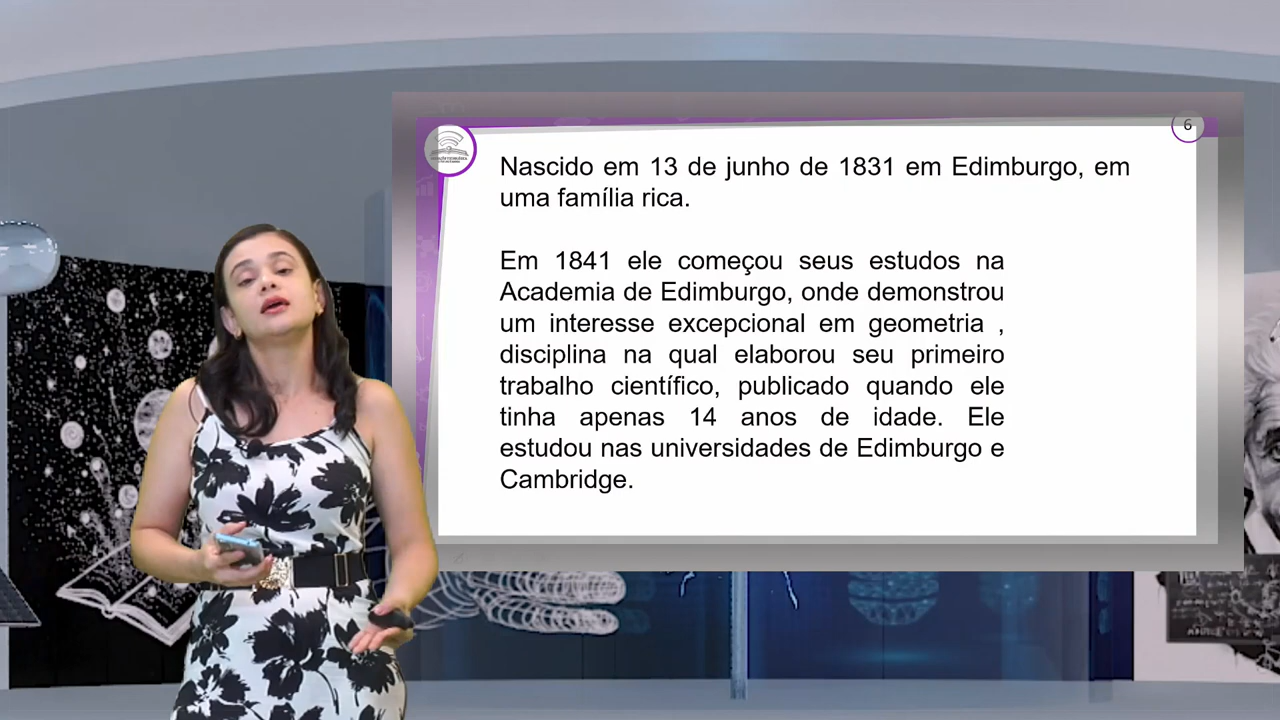 6
Nascido em 13 de junho de 1831 em Edimburgo, em
uma família rica.
Em 1841 ele começou seus estudos na
Academia de Edimburgo, onde demonstrou
um interesse excepcional em geometria ,
disciplina na qual elaborou seu primeiro
trabalho científico, publicado quando ele
tinha apenas 14 anos de idade. Ele
estudou nas universidades de Edimburgo e
Cambridge.